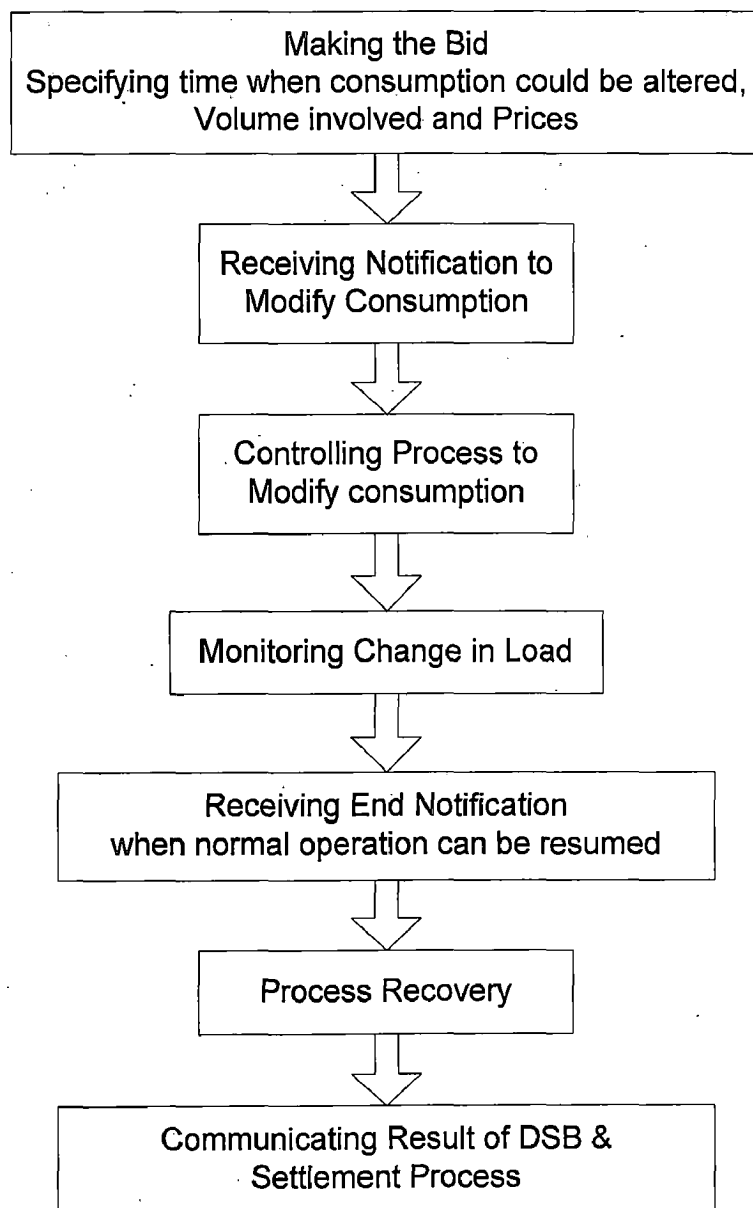 Making the Bid
Specifying time when consumption could be altered,
Volume involved and Prices
Receiving Notification to
Modify Consumption
Controlling Process to
Modify consumption
Monitoring Change in Load
Receiving End Notification
when normal operation can be resumed
Process Recovery
Communicating Result of DSB &
Settlement Process